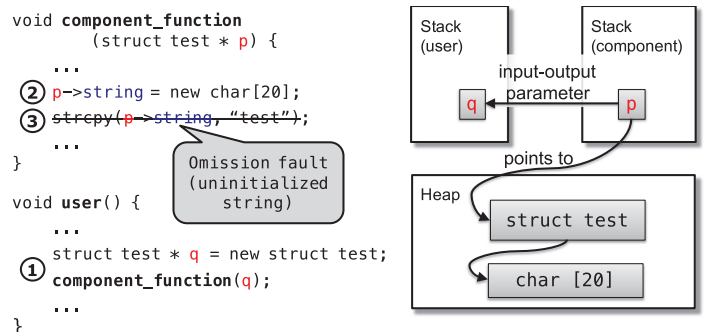 void component_function
(struct test * p) {
...
② p->string = new char[20];
③ strcpy(p->string, “test”);
...
}
Omission fault
(uninitialized
string)
void user() {
...
struct test * q = new struct test;
①
component_function(q);
...
}
Stack
(user)
Stack
(component)
input-output
parameter
q
p
points to
Heap
struct test
char [20]